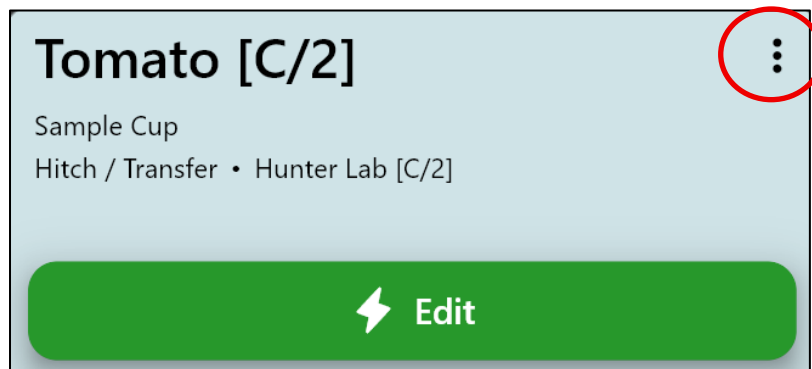 Tomato [C/2]
Sample Cup
Hitch / Transfer • Hunter Lab [C/2]
Edit